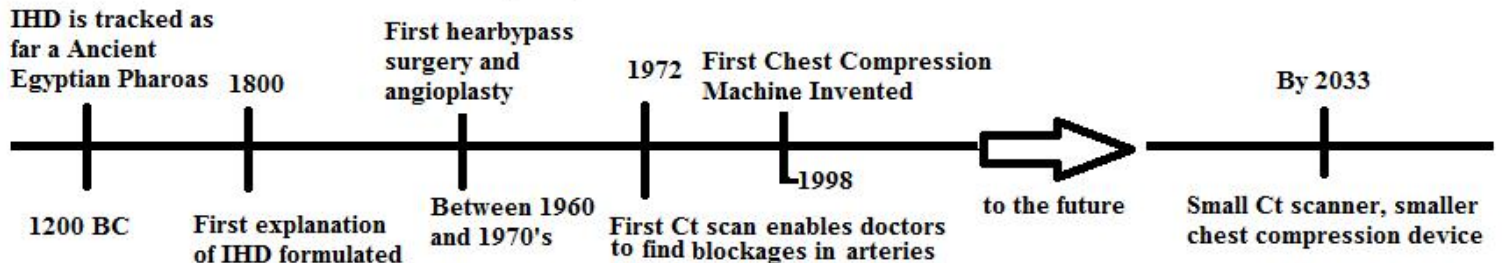 IHD is tracked as
far a Ancient
Egyptian Pharoas
1200 BC
1800
First explanation
of IHD formulated
First hearbypass
surgery and
angioplasty
Between 1960
and 1970's
1972
First Ct scan enables doctors
to find blockages in arteries
First Chest Compression
Machine Invented
1998
to the future
By 2033
Small Ct scanner, smaller
chest compression device